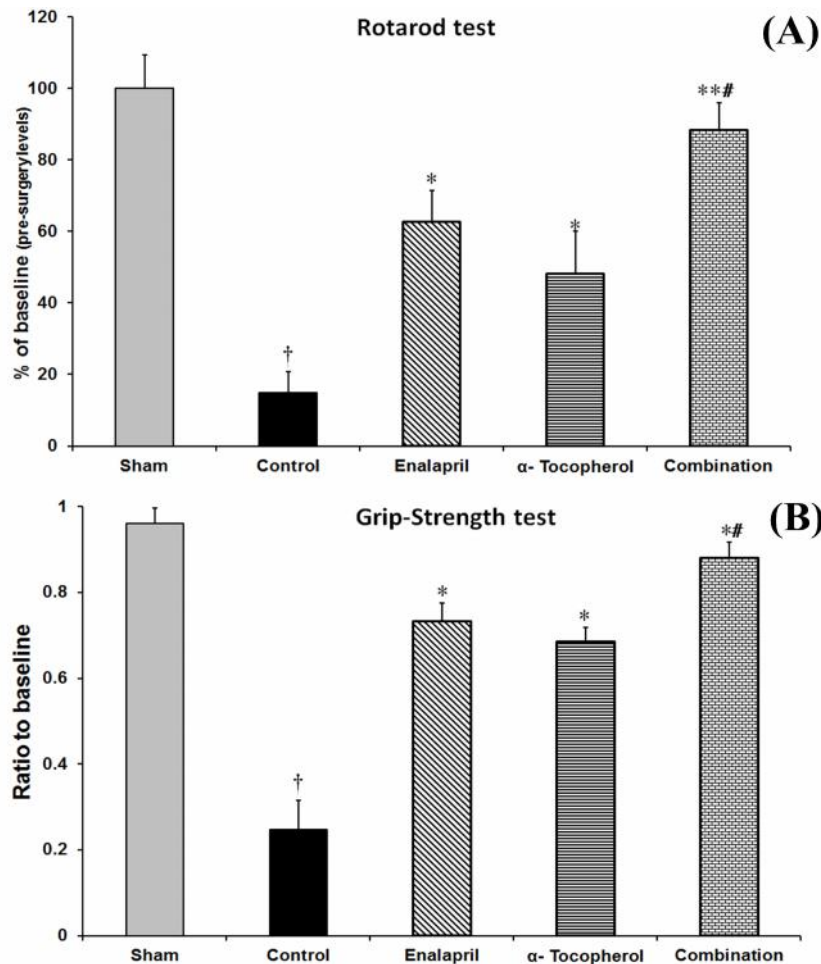 Rotarod test
(A)
% of baseline (pre-surgerylevels)
120
100
80
60
40
20
0
†
*
*
**#
Sham
Control
Enalapril
α- Tocopherol
Combination
Grip-Strength test
(B)
Ratio to baseline
1
0.8
0.6
0.4
0.2
0
†
*
*
*#
Sham
Control
Enalapril
α- Tocopherol
Combination